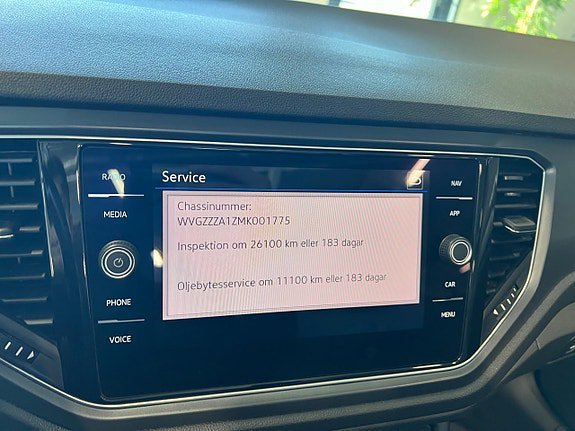 RADIO
MEDIA
PHONE
VOICE
Service
Chassinummer:
WVGZZZA1ZMK001775
Inspektion om 26100 km eller 183 dagar
Oljebytesservice om 11100 km eller 183 dagar
NAV
APP
CAR
MENU